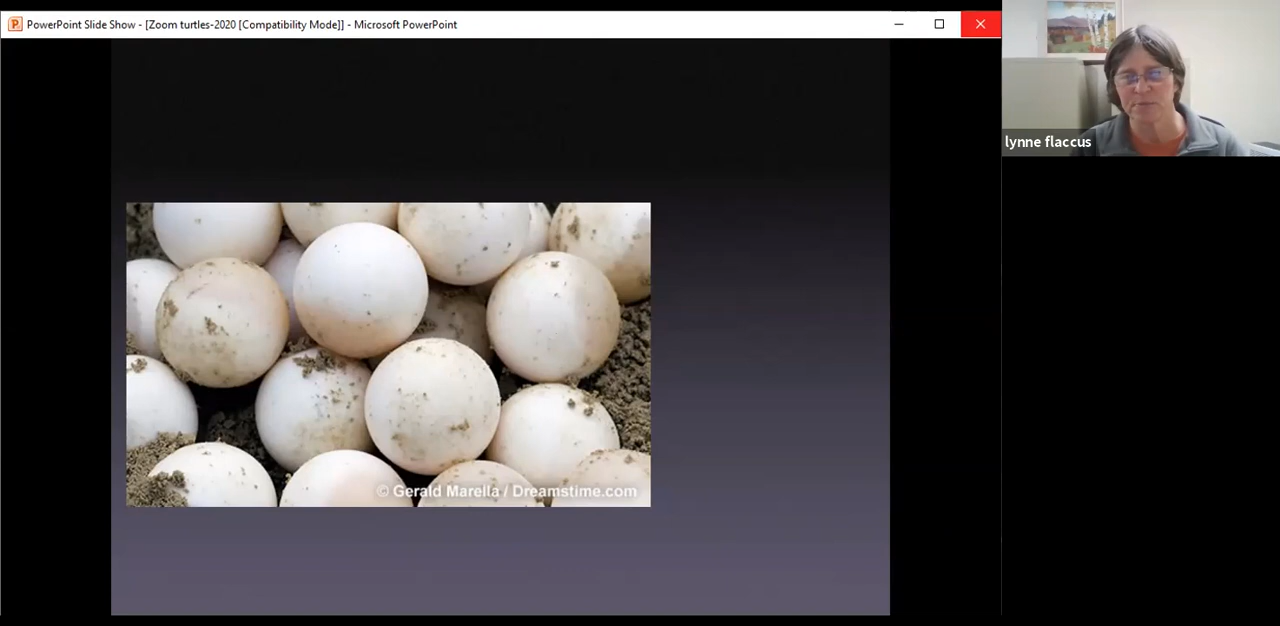 PowerPoint Slide Show - [Zoom turtles-2020 [Compatibility Mode]] - Microsoft PowerPoint
lynne flaccus
© Gerald Marella / Dreamstime.com